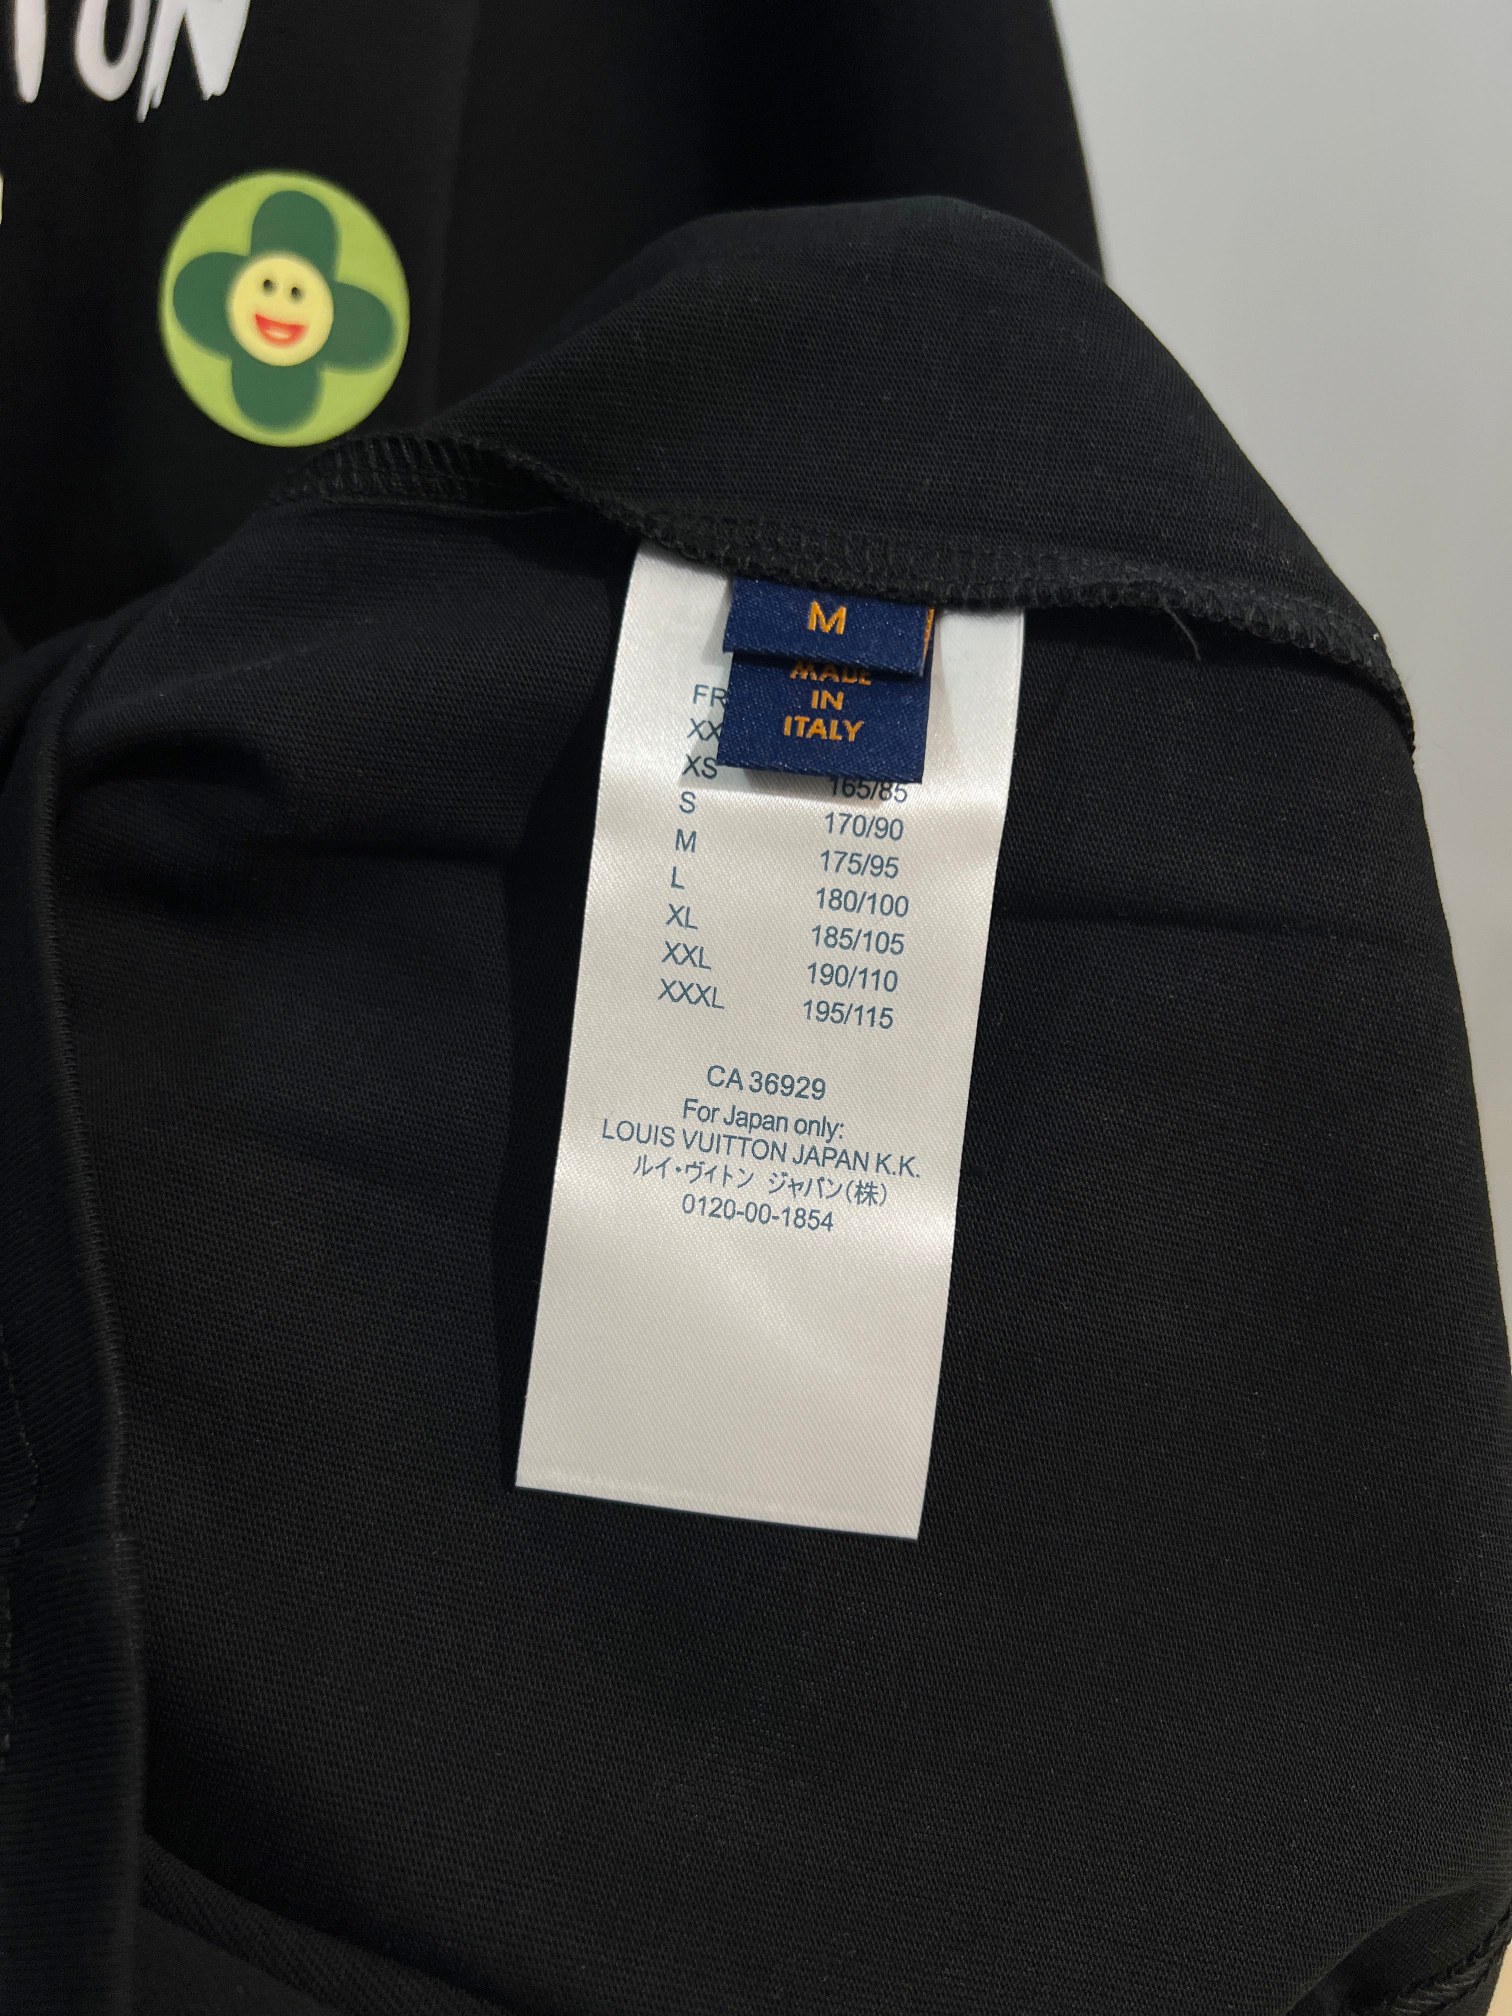 TON
M
MADE
IN
ITALY
FR
XS 165/85
S 170/90
M 175/95
L 180/100
XL 185/105
XXL 190/110
XXXL 195/115
CA 36929
For Japan only:
LOUIS VUITTON JAPAN K.K.
ルイ・ヴィトン ジャパン(株)
0120-00-1854